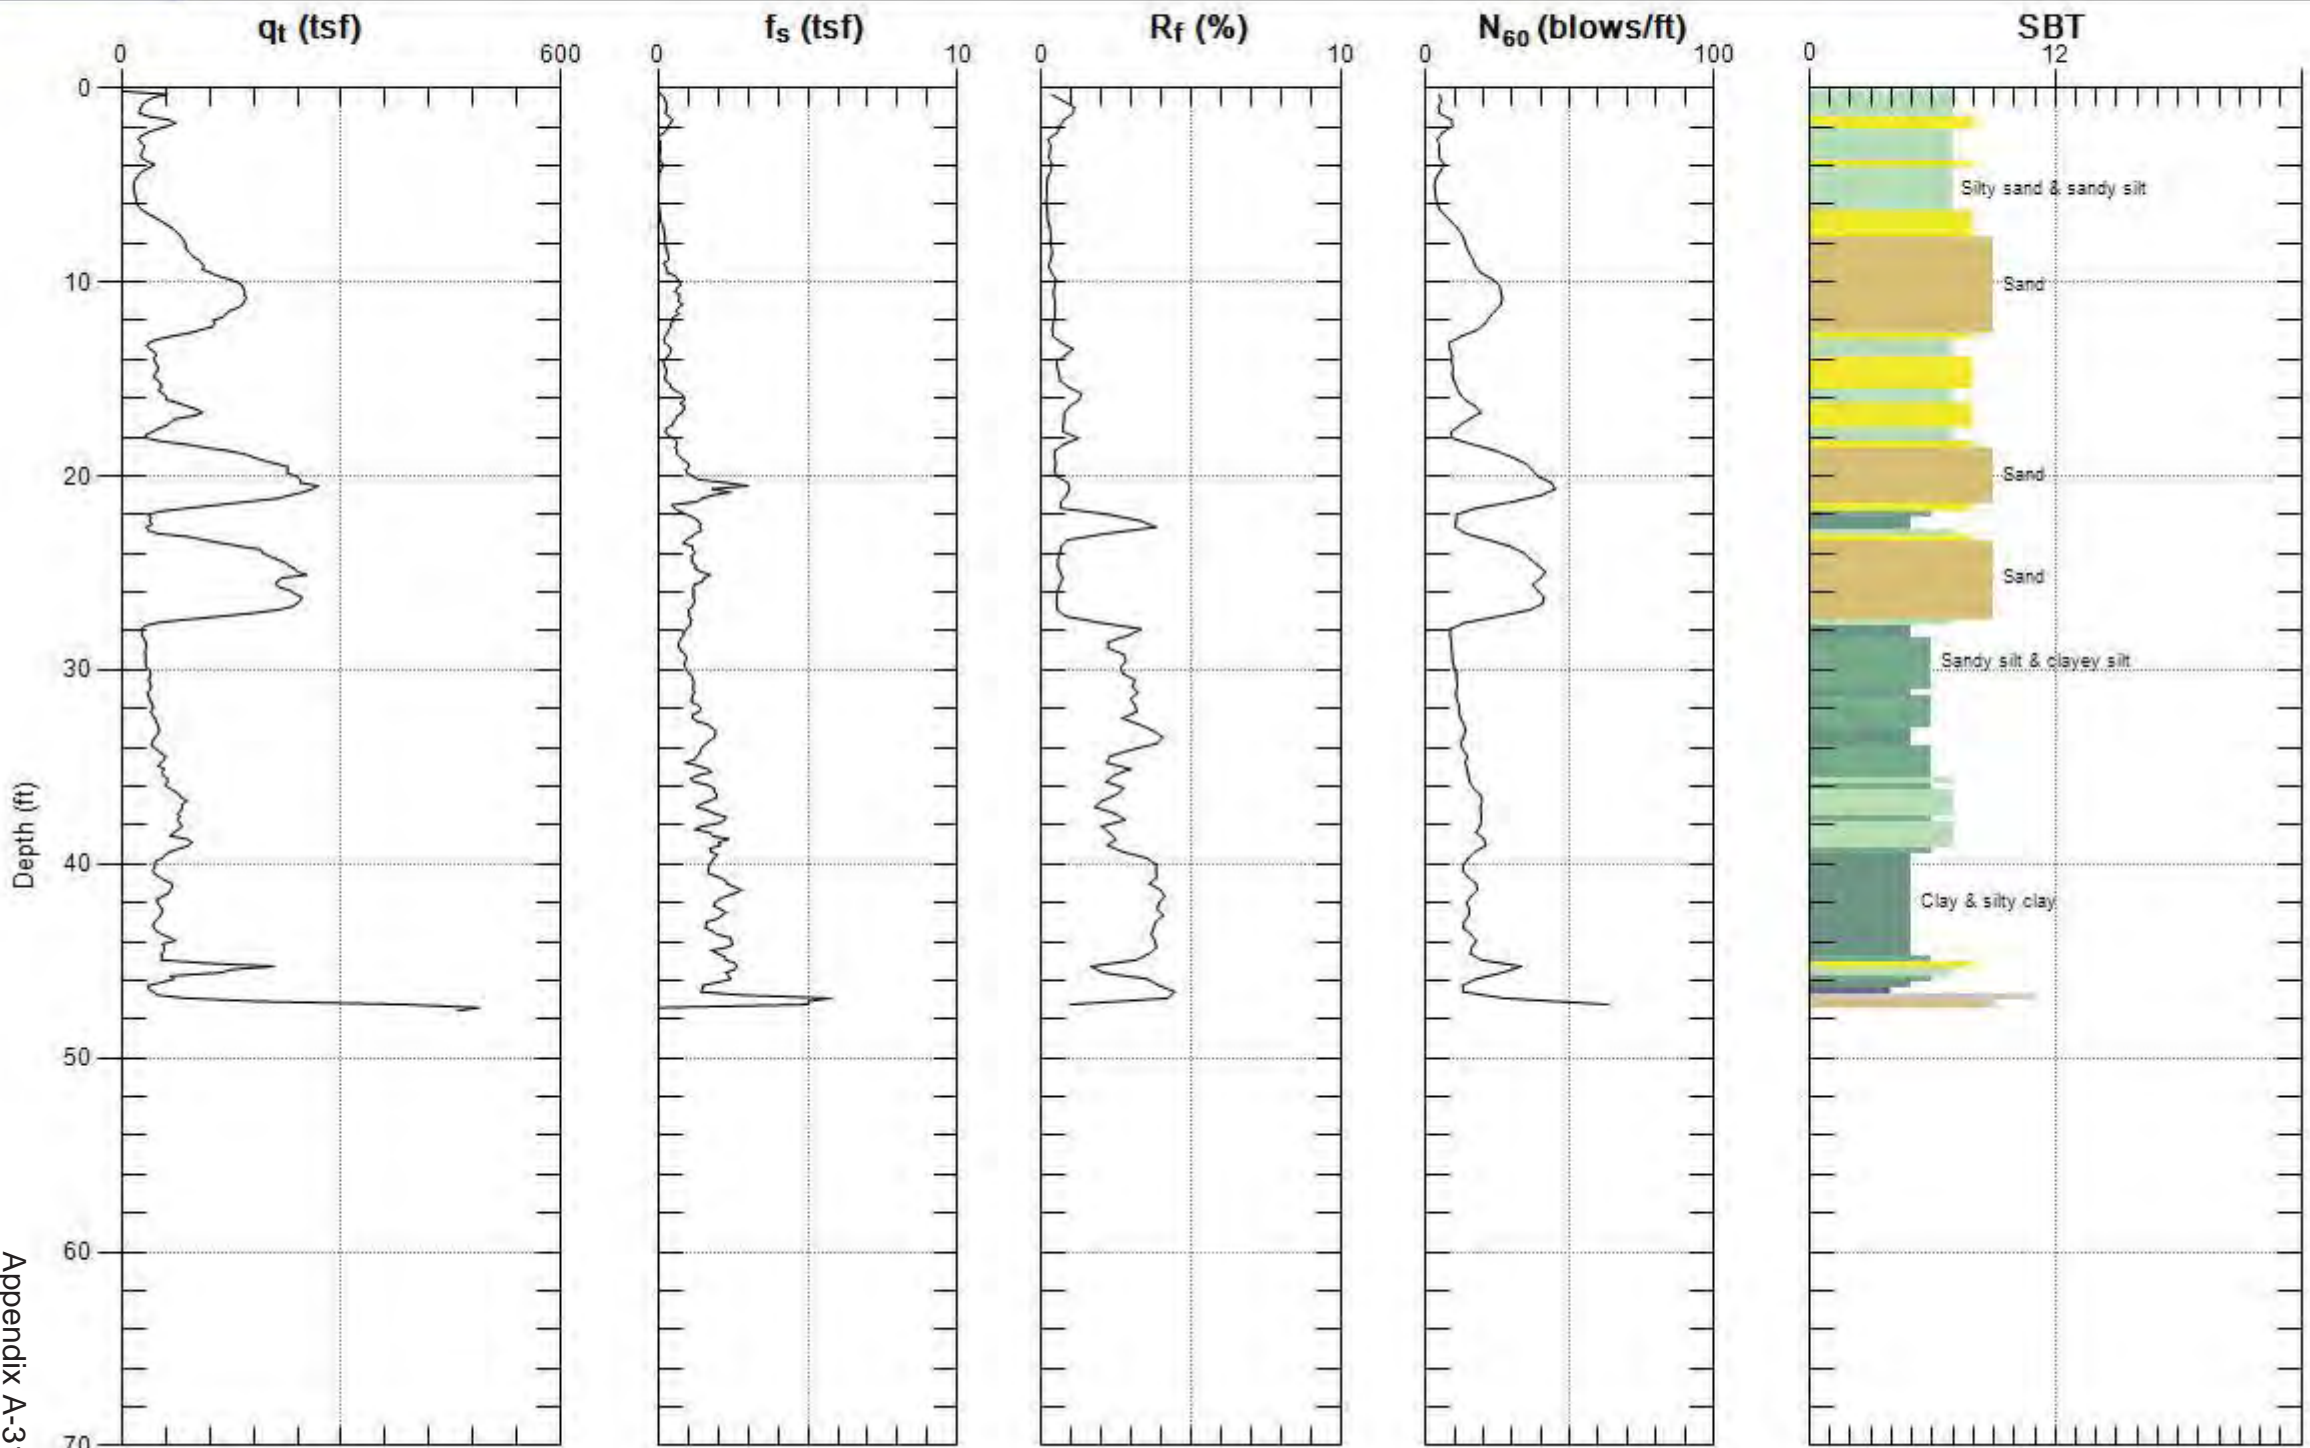 qt (tsf)
fs (tsf)
Rf (%)
N60 (blows/ft)
SBT
0 600
0 10
0 10
0 100
0 12
0
10
20
30
40
50
60
70
Depth (ft)
Silty sand & sandy silt
Sand
Sand
Sand
Sandy silt & clayey silt
Clay & silty clay
Appendix A-3